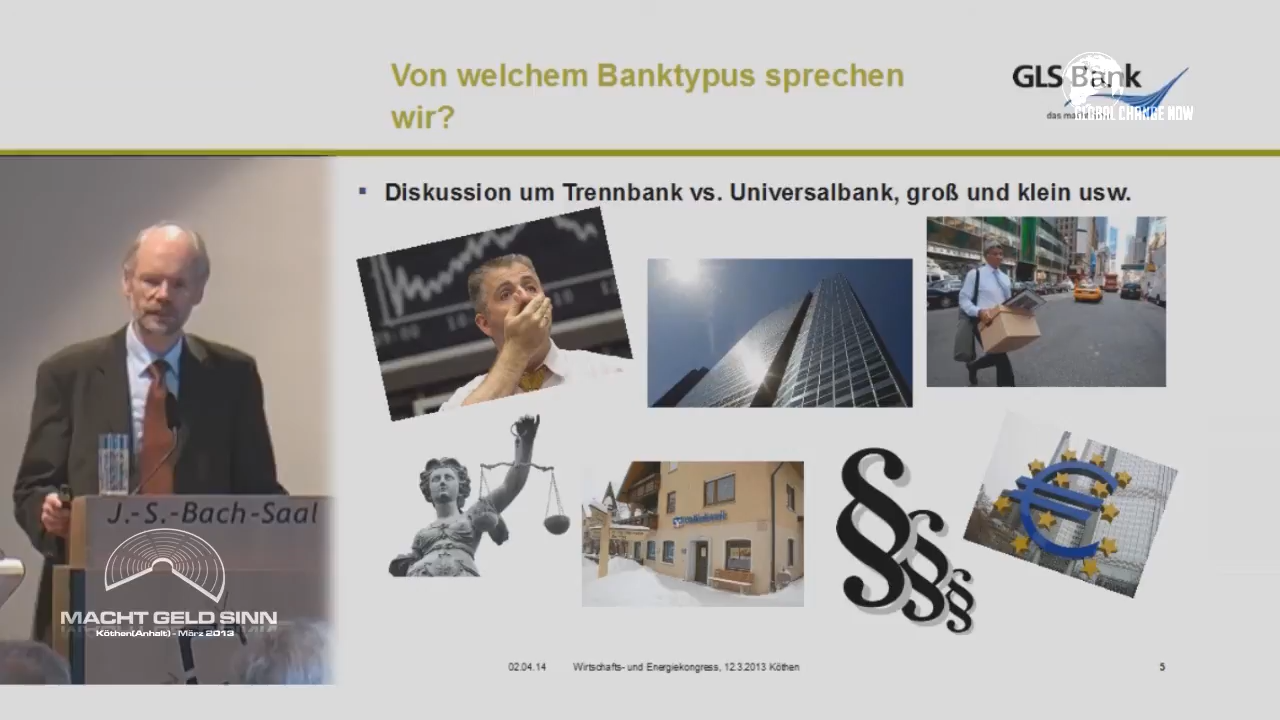 Von welchem Banktypus sprechen
wir?
GLS Bank
GLOBAL CHANGE NOW
Diskussion um Trennbank vs. Universalbank, groß und klein usw.
J.-S.-Bach-Saal
MACHT GELD SINN
Köthen(Anhalt) - März 2013
§
§
§
€
02.04.14 Wirtschafts- und Energiekongress, 12.3.2013 Köthen 5